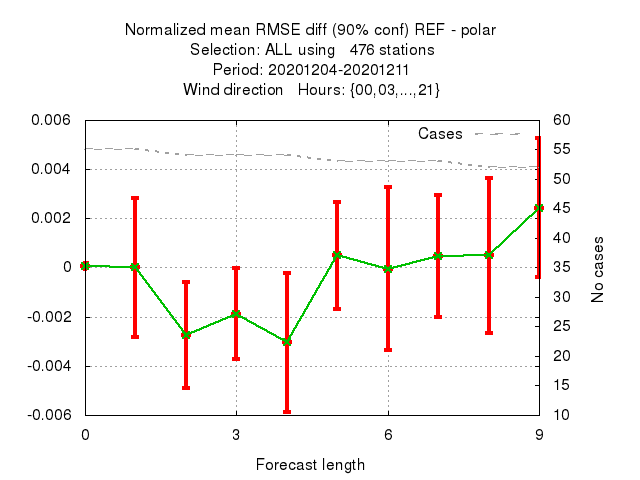 Normalized mean RMSE diff (90% conf) REF - polar
Selection: ALL using   476 stations
Period: 20201204-20201211
Wind direction   Hours: {00,03,...,21}
Cases
0.006
0.004
0.002
0
-0.002
-0.004
-0.006
60
55
50
45
40
35
30
25
20
15
10
No cases
0 3 6 9
Forecast length